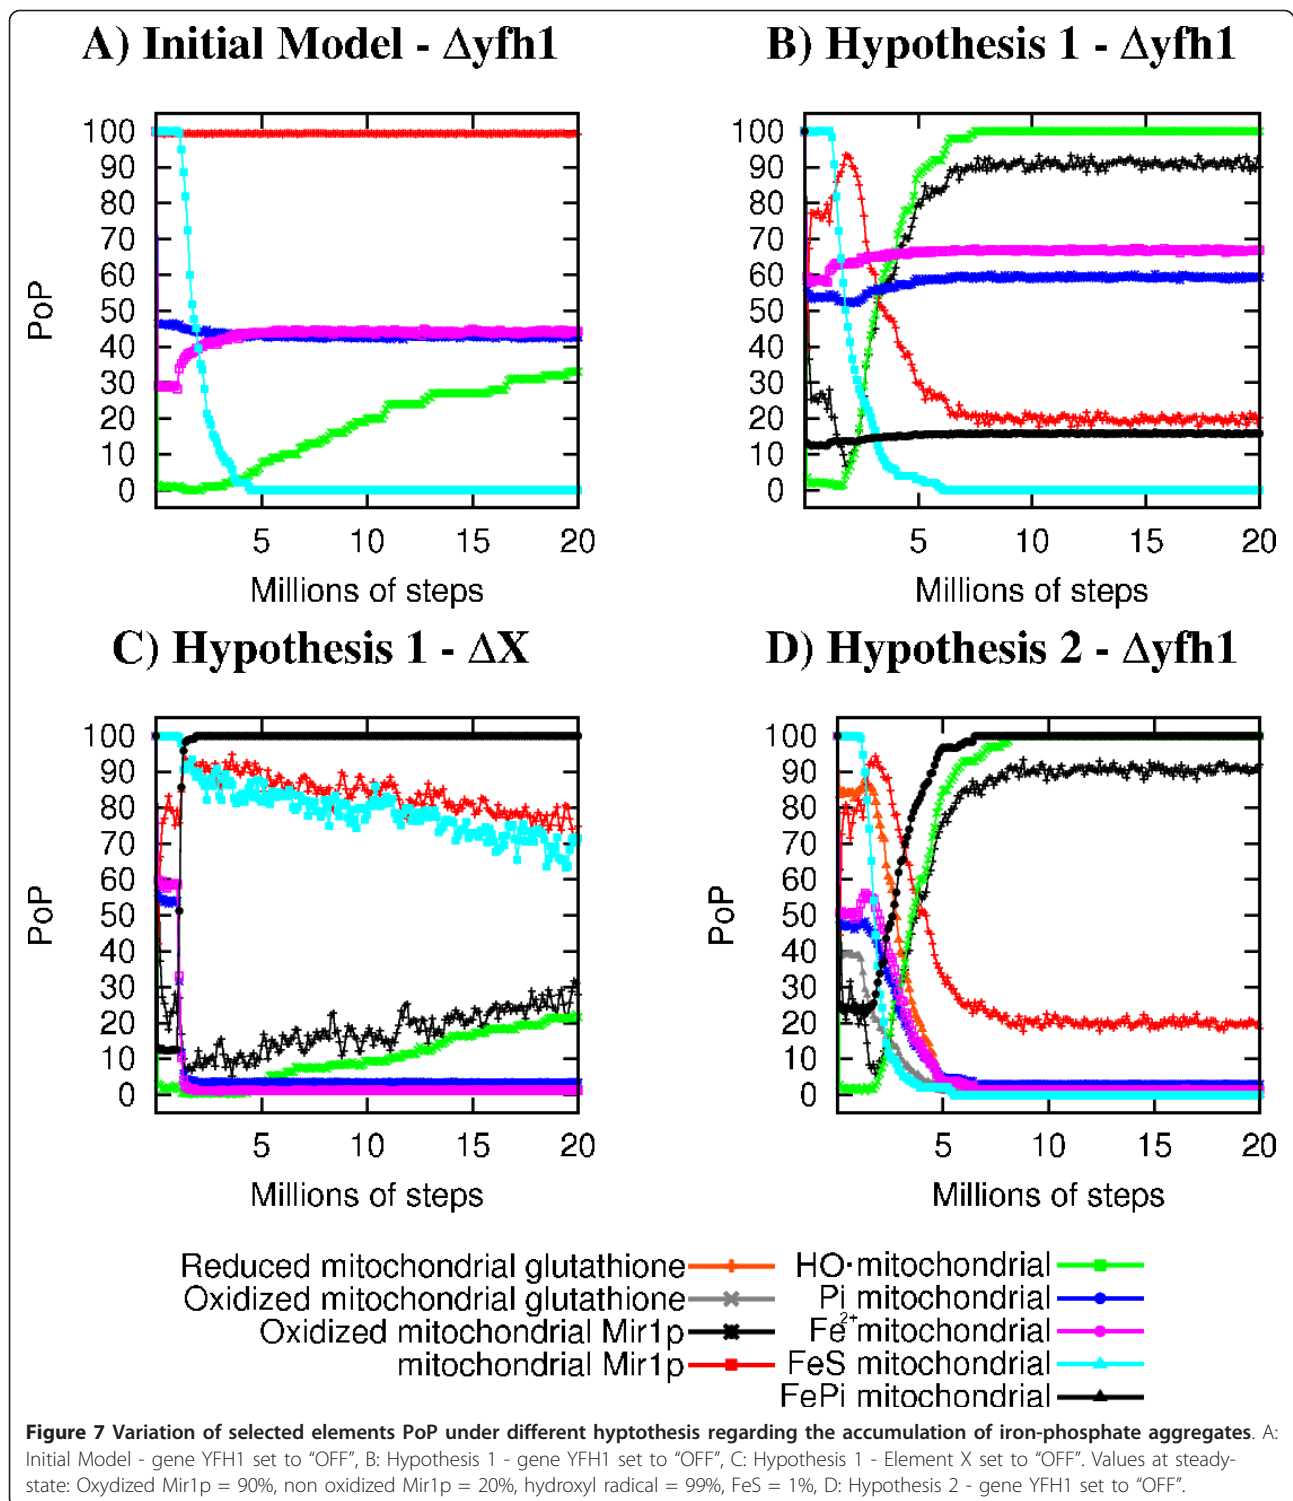 A) Initial Model - Δyfh1
B) Hypothesis 1 - Δyfh1
100
90
80
70
60
50
40
30
20
10
0
PoP
5 10 15 20
Millions of steps
100
90
80
70
60
50
40
30
20
10
0
PoP
5 10 15 20
Millions of steps
C) Hypothesis 1 - ΔX
D) Hypothesis 2 - Δyfh1
100
90
80
70
60
50
40
30
20
10
0
PoP
5 10 15 20
Millions of steps
100
90
80
70
60
50
40
30
20
10
0
PoP
5 10 15 20
Millions of steps
Reduced mitochondrial glutathione
Oxidized mitochondrial glutathione
Oxidized mitochondrial Mir1p
mitochondrial Mir1p
HO·mitochondrial
Pi mitochondrial
Fe²⁺mitochondrial
FeS mitochondrial
FePi mitochondrial
Figure 7 Variation of selected elements PoP under different hyptothesis regarding the accumulation of iron-phosphate aggregates. A:
Initial Model - gene YFH1 set to “OFF”, B: Hypothesis 1 - gene YFH1 set to “OFF”, C: Hypothesis 1 - Element X set to “OFF”. Values at steady-
state: Oxydized Mir1p = 90%, non oxidized Mir1p = 20%, hydroxyl radical = 99%, FeS = 1%, D: Hypothesis 2 - gene YFH1 set to “OFF”.